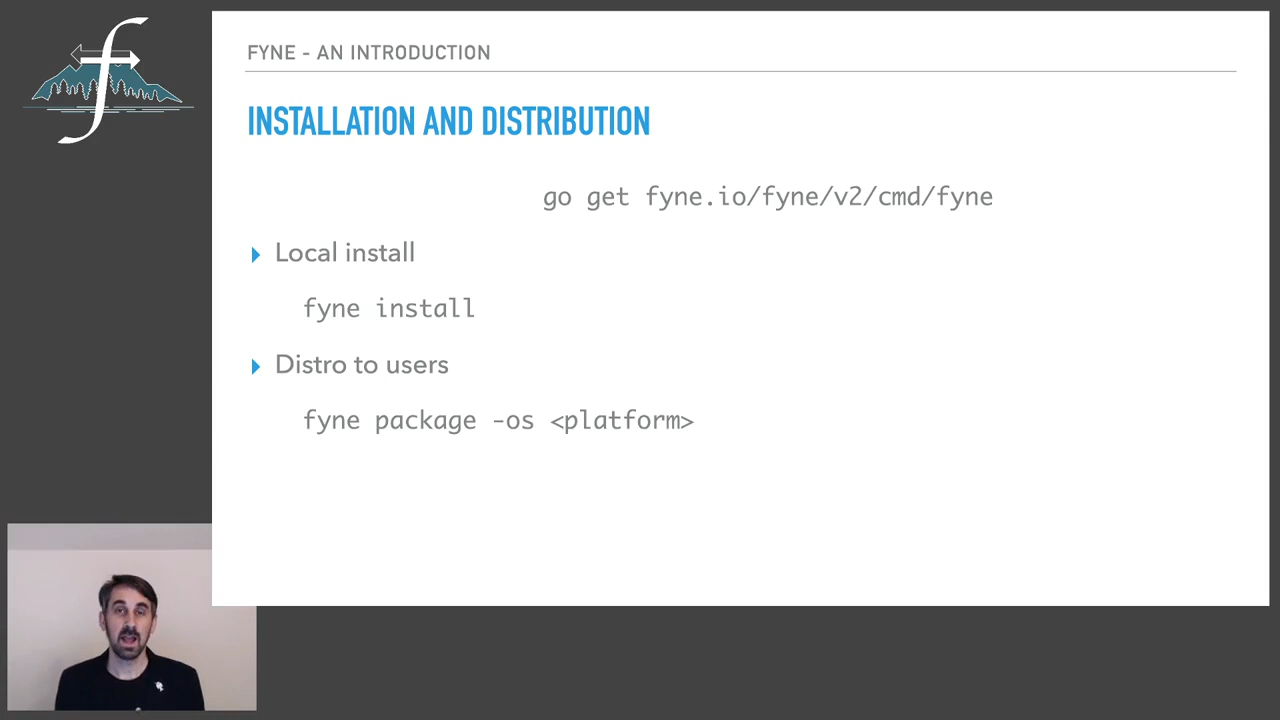 FYNE - AN INTRODUCTION
INSTALLATION AND DISTRIBUTION
go get fyne.io/fyne/v2/cmd/fyne
Local install
fyne install
Distro to users
fyne package -os <platform>